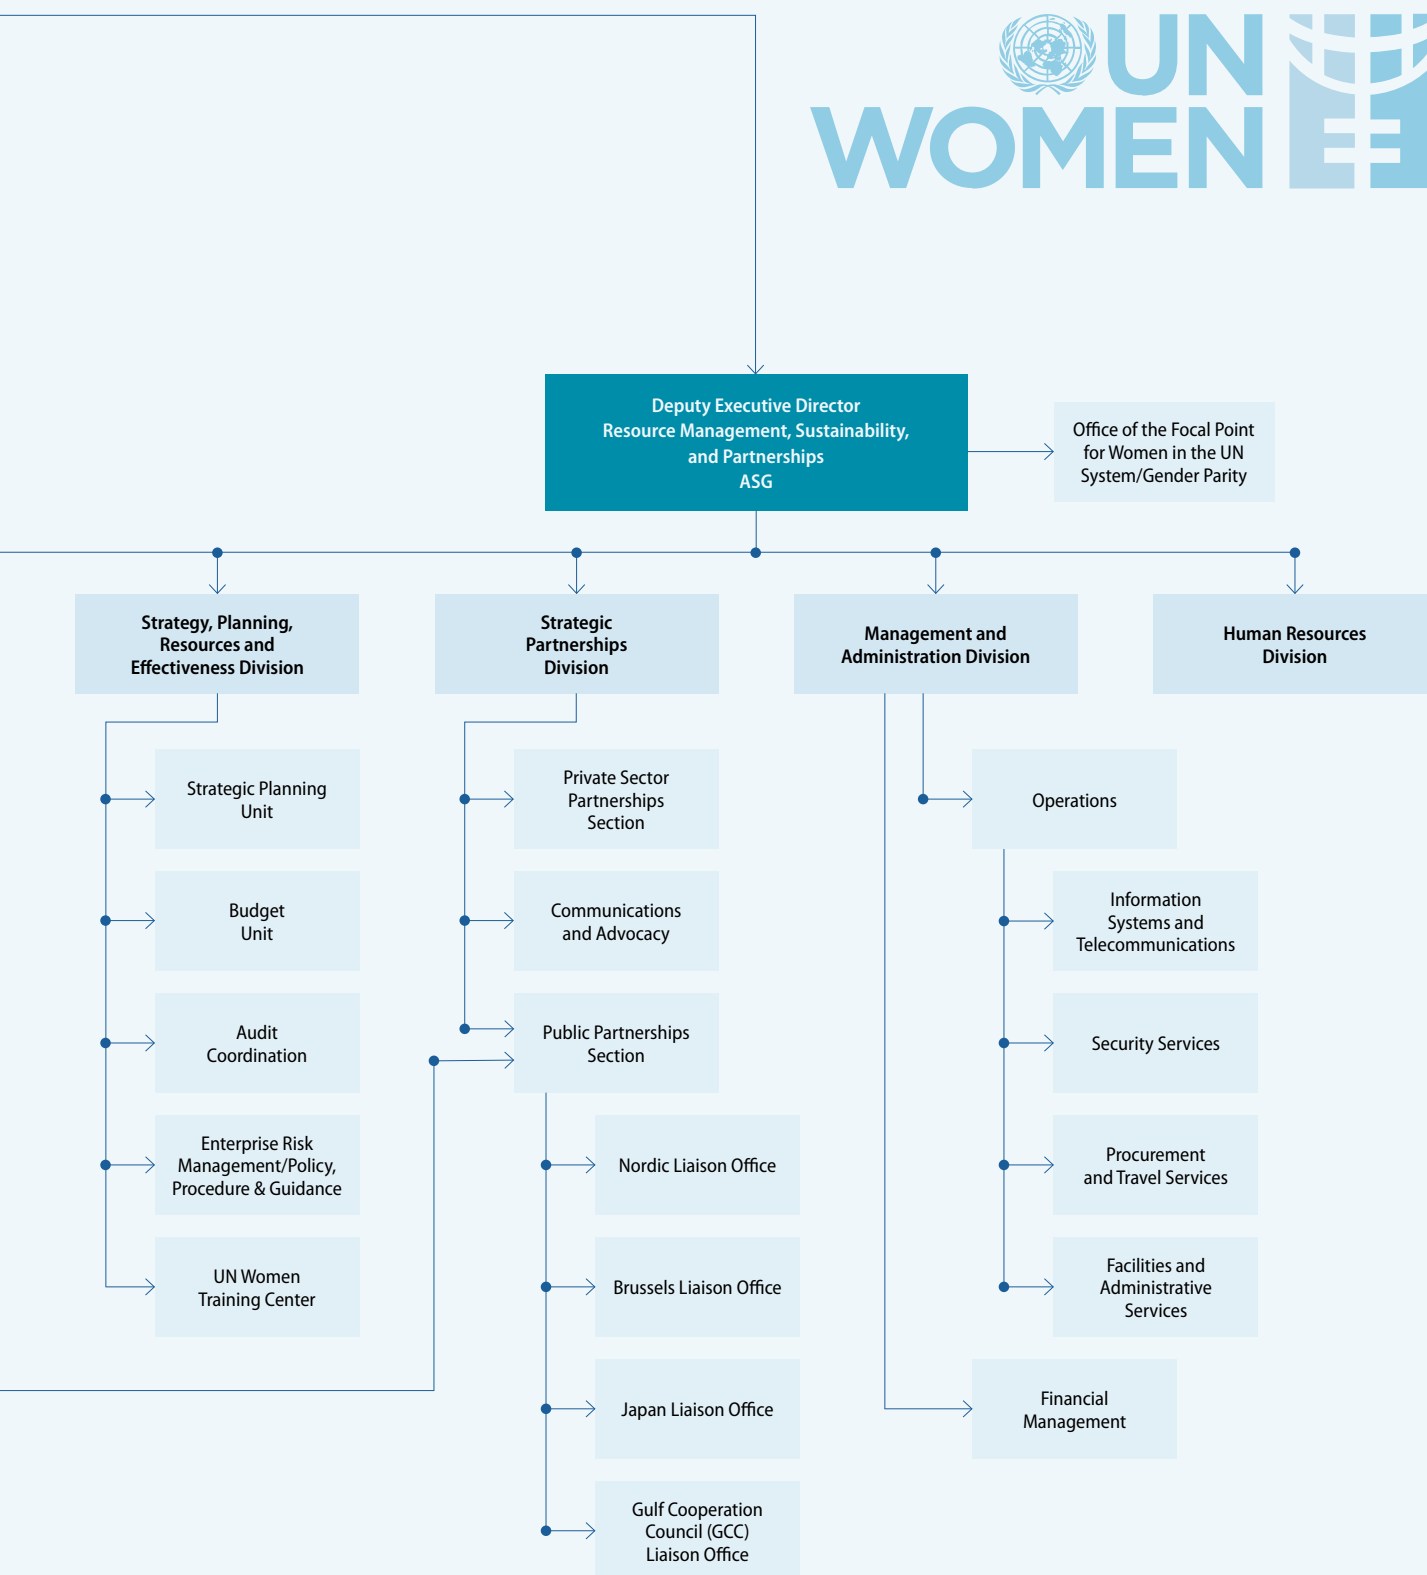 UN
WOMEN
Deputy Executive Director
Resource Management, Sustainability,
and Partnerships
ASG
Office of the Focal Point
for Women in the UN
System/Gender Parity
Strategy, Planning,
Resources and
Effectiveness Division
Strategic
Partnerships
Division
Management and
Administration Division
Human Resources
Division
Strategic Planning
Unit
Budget
Unit
Audit
Coordination
Enterprise Risk
Management/Policy,
Procedure & Guidance
UN Women
Training Center
Private Sector
Partnerships
Section
Communications
and Advocacy
Public Partnerships
Section
Nordic Liaison Office
Brussels Liaison Office
Japan Liaison Office
Gulf Cooperation
Council (GCC)
Liaison Office
Operations
Information
Systems and
Telecommunications
Security Services
Procurement
and Travel Services
Facilities and
Administrative
Services
Financial
Management